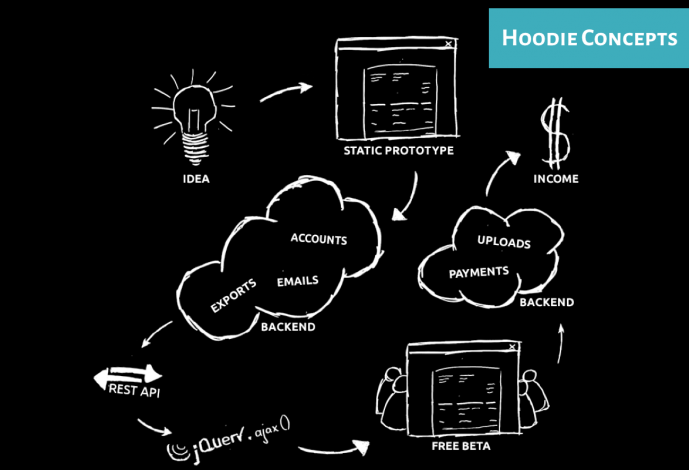 HOODIE CONCEPTS
IDEA
STATIC PROTOTYPE
INCOME
ACCOUNTS
EMAILS
EXPORTS
BACKEND
UPLOADS
PAYMENTS
BACKEND
REST API
jQuery.ajax()
FREE BETA